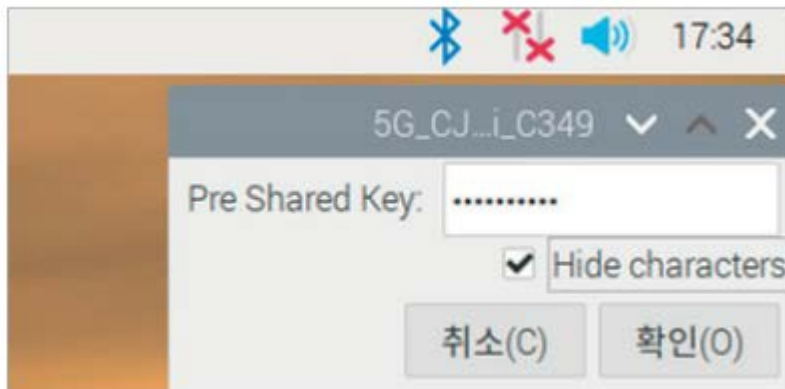 17:34
5G_CJ...i_C349
Pre Shared Key: ••••••••••
Hide characters
취소(C) 확인(O)